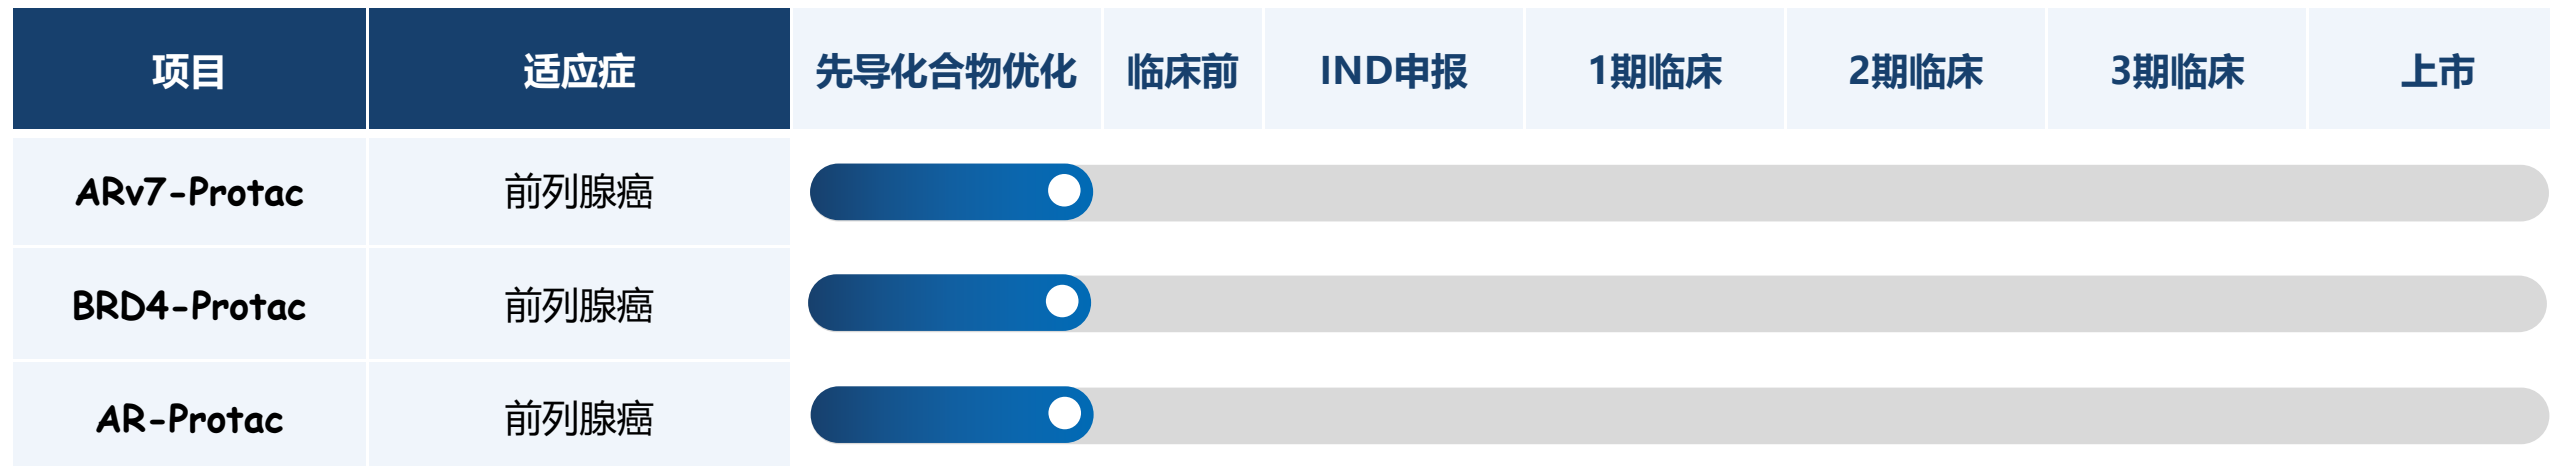 项目 适应症 先导化合物优化 临床前 IND申报 1期临床 2期临床 3期临床 上市
ARv7-Protac 前列腺癌
BRD4-Protac 前列腺癌
AR-Protac 前列腺癌